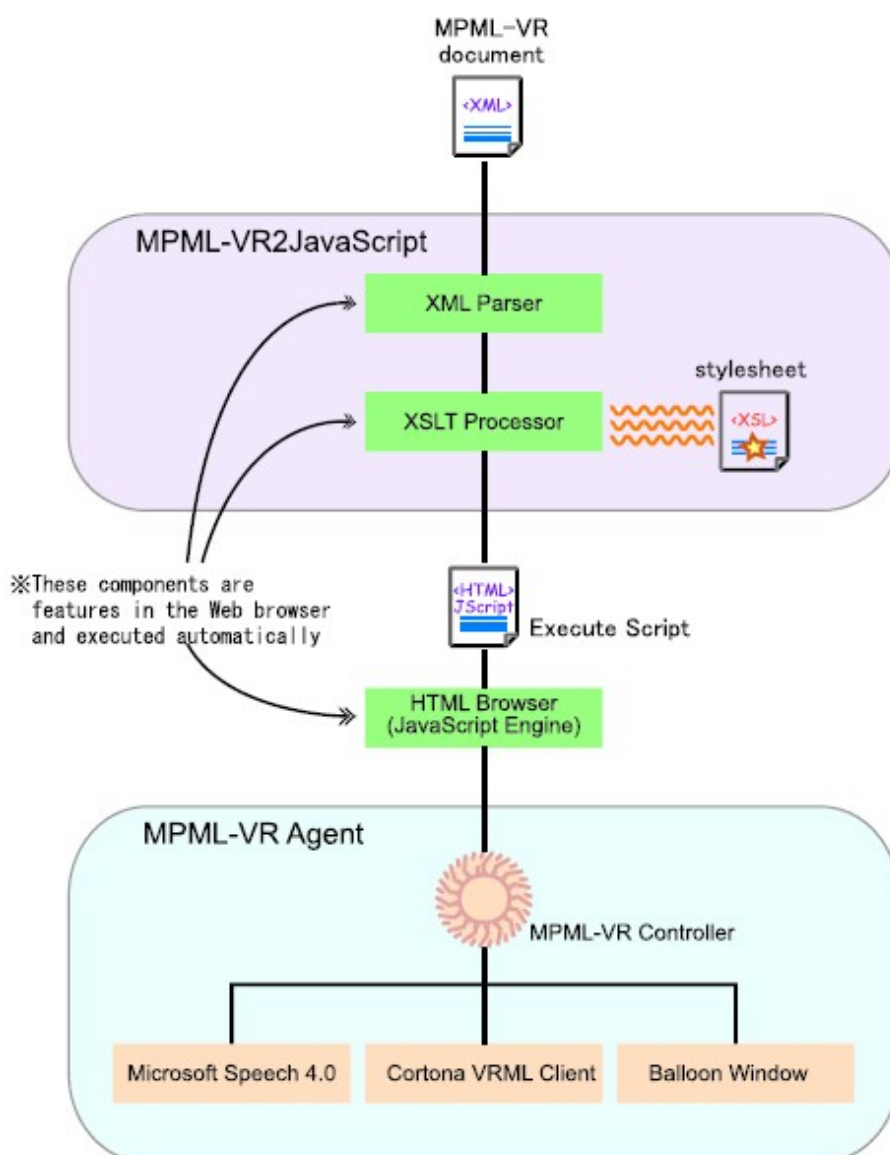 MPML-VR
document
<XML>
MPML-VR2JavaScript
XML Parser
stylesheet
XSLT Processor
<XSL>
※These components are
features in the Web browser
and executed automatically
<HTML>
JScript
Execute Script
HTML Browser
(JavaScript Engine)
MPML-VR Agent
MPML-VR Controller
Microsoft Speech 4.0
Cortona VRML Client
Balloon Window